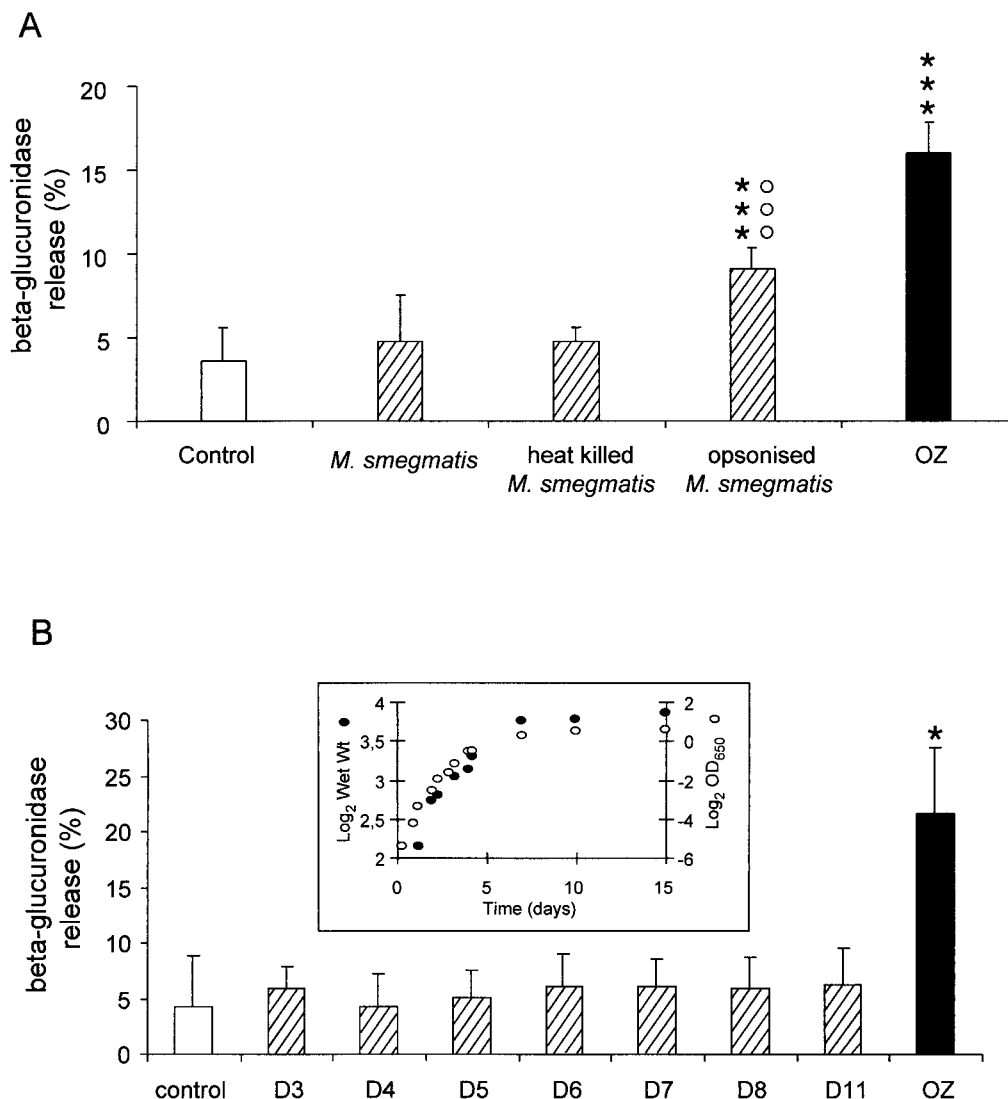 A
beta-glucuronidase
release (%)
20
15
10
5
0
***
***
Control
M. smegmatis
heat killed
M. smegmatis
opsonised
M. smegmatis
OZ
B
beta-glucuronidase
release (%)
30
25
20
15
10
5
0
Log2 Wet Wt
4
3,5
3
2,5
2
2
0
-2
-4
-6
Log2 OD650
0
5
10
15
Time (days)
*
control
D3
D4
D5
D6
D7
D8
D11
OZ